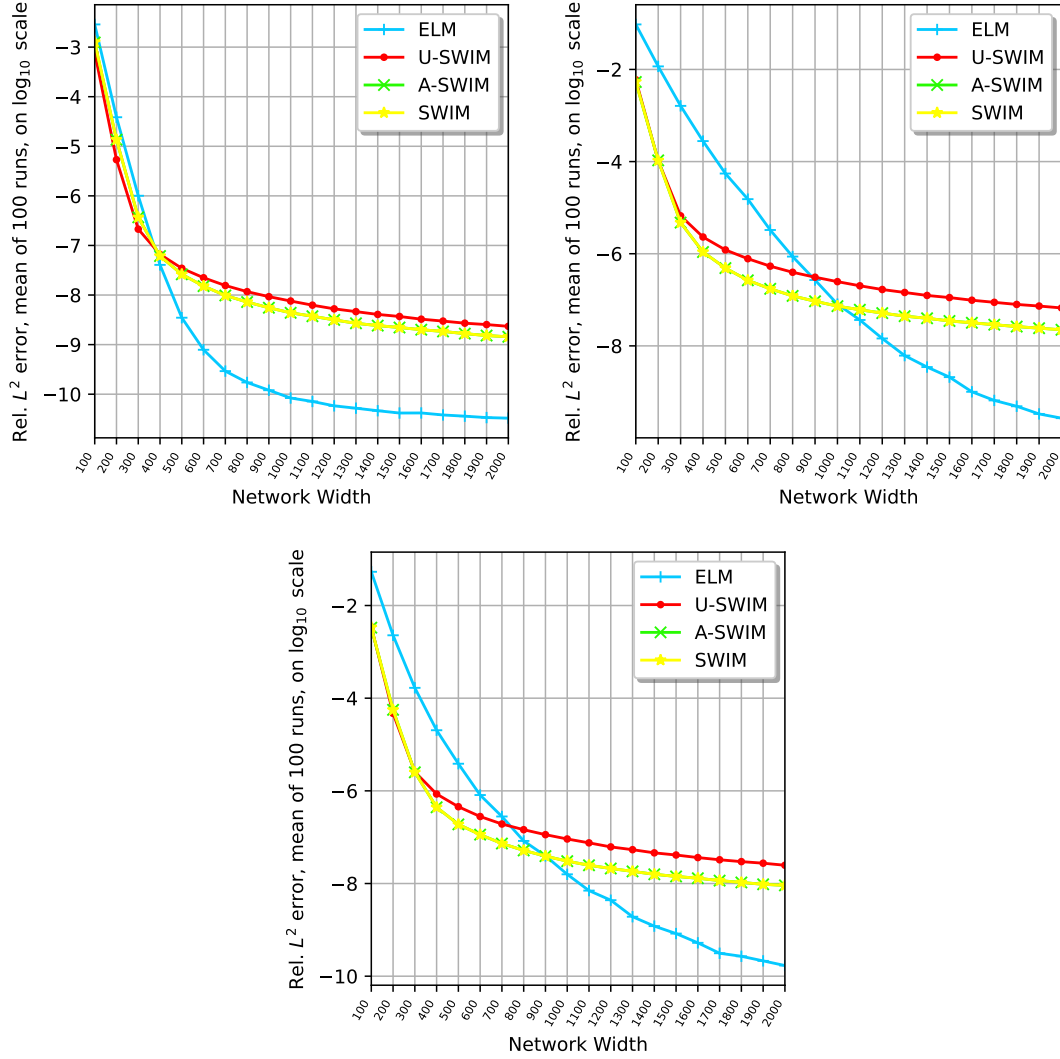 Rel. L² error, mean of 100 runs, on log₁₀ scale
−3
−4
−5
−6
−7
−8
−9
−10
ELM
U-SWIM
A-SWIM
SWIM
100 200 300 400 500 600 700 800 900 1000 1100 1200 1300 1400 1500 1600 1700 1800 1900 2000
Network Width
Rel. L² error, mean of 100 runs, on log₁₀ scale
−2
−4
−6
−8
ELM
U-SWIM
A-SWIM
SWIM
100 200 300 400 500 600 700 800 900 1000 1100 1200 1300 1400 1500 1600 1700 1800 1900 2000
Network Width
Rel. L² error, mean of 100 runs, on log₁₀ scale
−2
−4
−6
−8
−10
ELM
U-SWIM
A-SWIM
SWIM
100 200 300 400 500 600 700 800 900 1000 1100 1200 1300 1400 1500 1600 1700 1800 1900 2000
Network Width